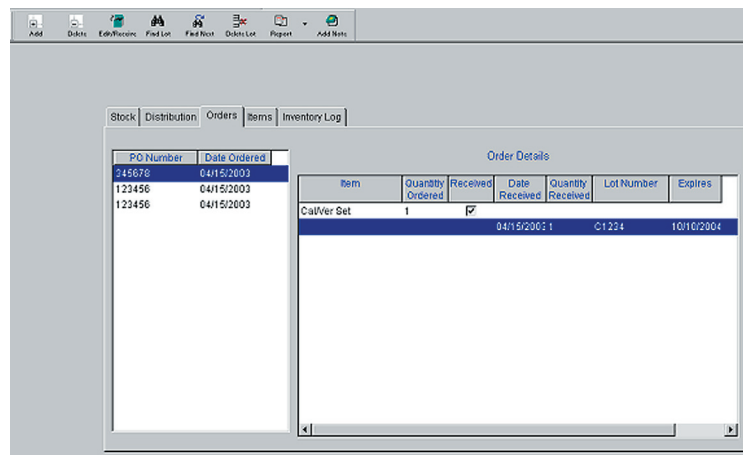 Add Delete Edit/Receive Find Lot Find Next Delete Lot Report Add Note
Stock Distribution Orders Items Inventory Log
Order Details
PO Number Date Ordered
345678 04/15/2003
123456 04/15/2003
123456 04/15/2003
Item Quantity Ordered Received Date Received Quantity Received Lot Number Expires
Cal/Ver Set 1
04/15/2003 1 C1234 10/10/2004